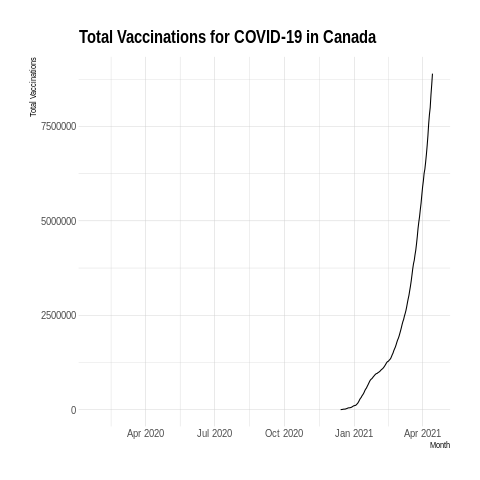 Total Vaccinations for COVID-19 in Canada
Total Vaccinations
7500000
5000000
2500000
0
Apr 2020 Jul 2020 Oct 2020 Jan 2021 Apr 2021
Month